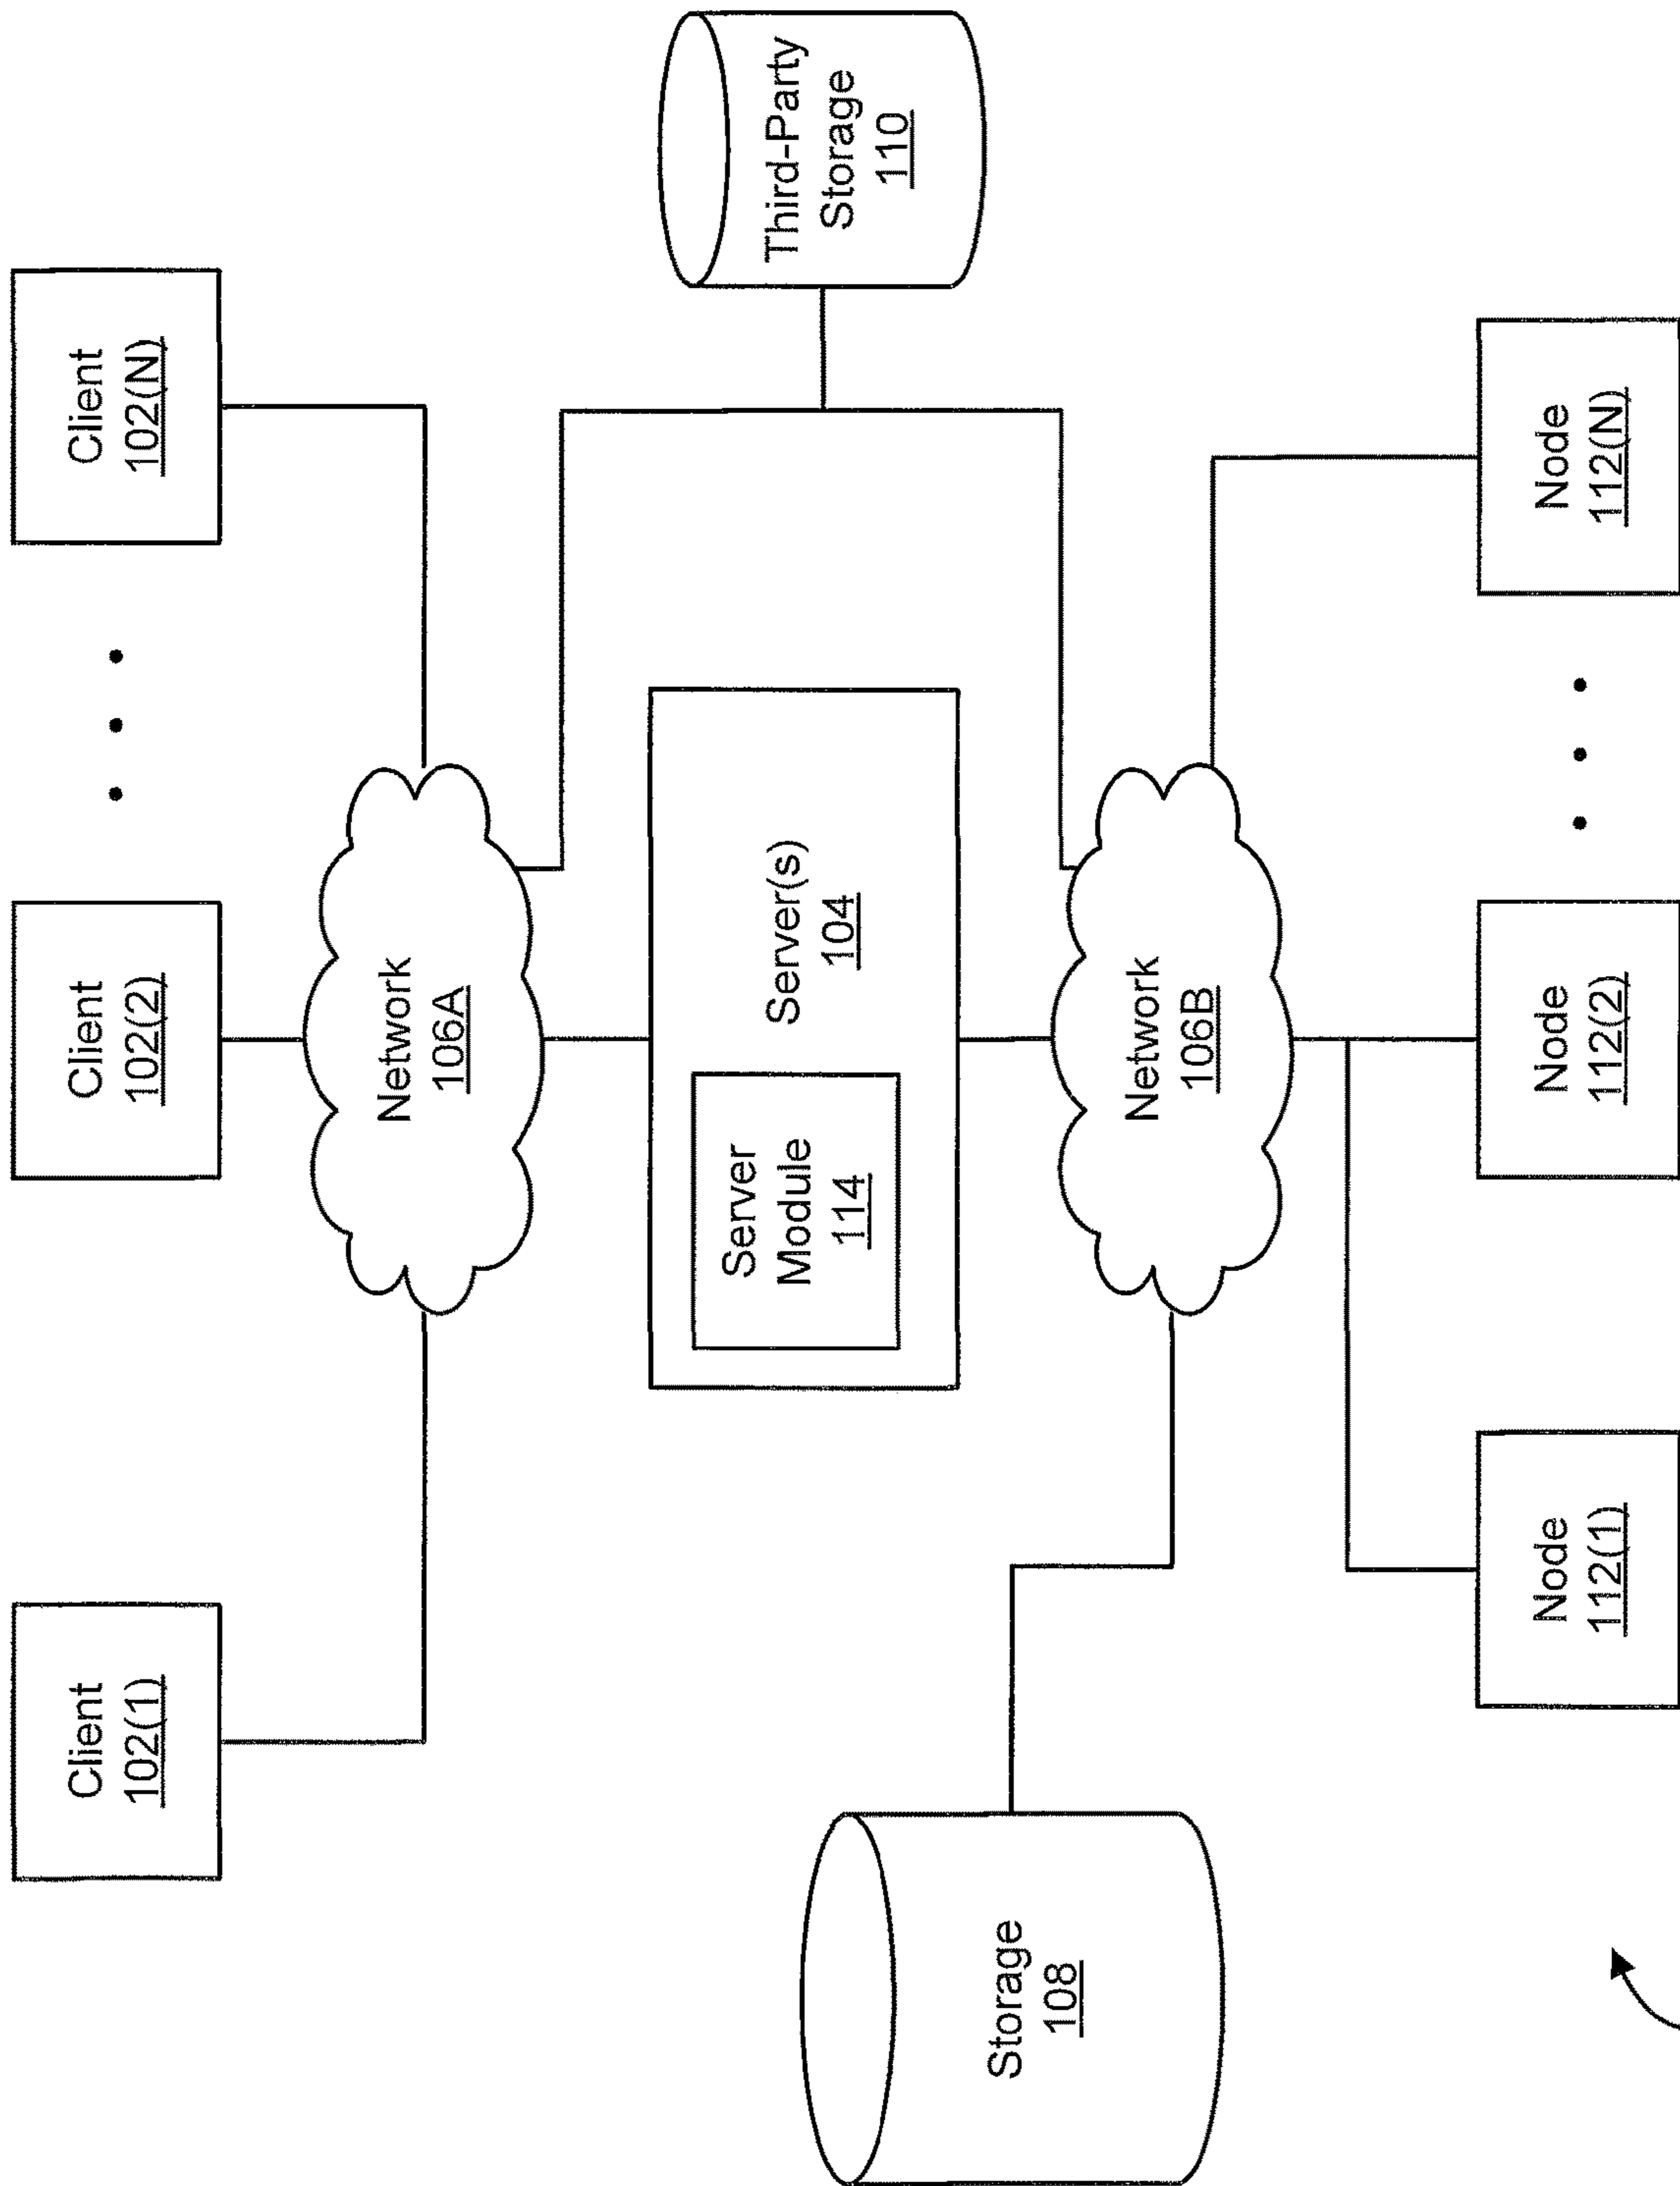 Client
102(1)
Client
102(2)
Client
102(N)
Network
106A
Server(s)
104
Server
Module
114
Third-Party
Storage
110
Storage
108
Network
106B
Node
112(1)
Node
112(2)
Node
112(N)